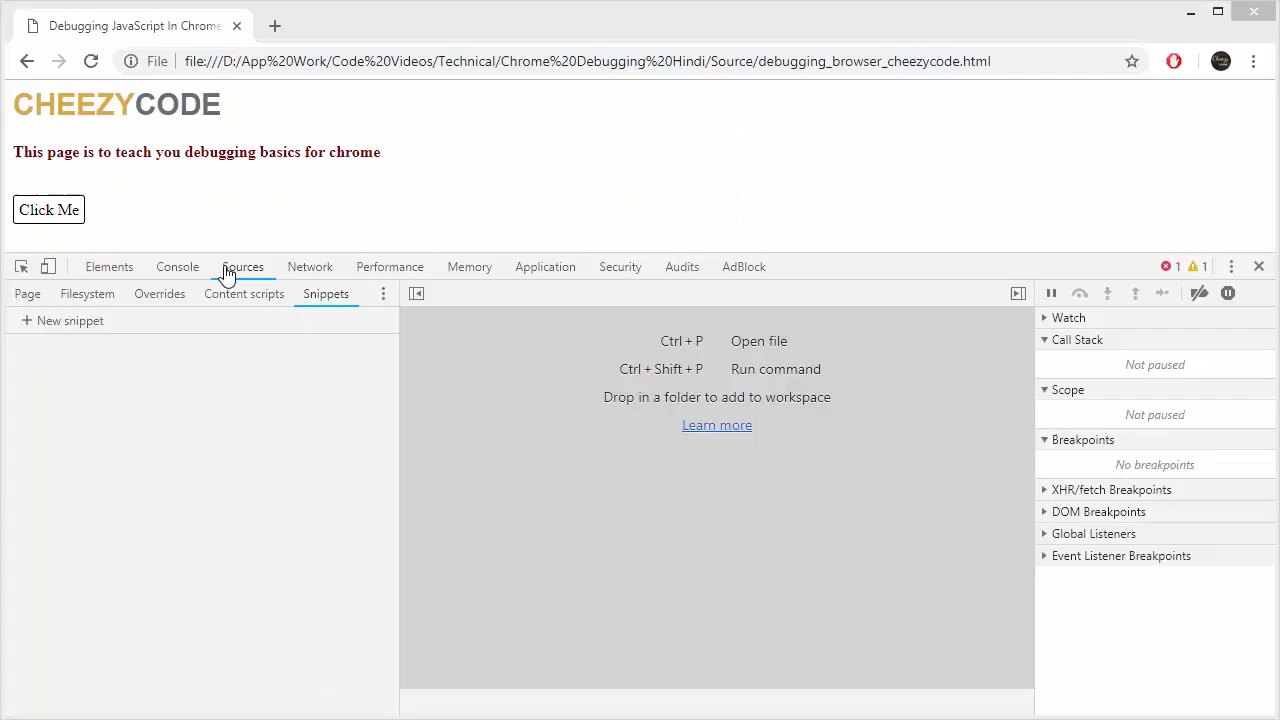 Debugging JavaScript In Chrome
File file:///D:/App%20Work/Code%20Videos/Technical/Chrome%20Debugging%20Hindi/Source/debugging_browser_cheezycode.html
CHEEZYCODE
This page is to teach you debugging basics for chrome
Click Me
Elements Console Sources Network Performance Memory Application Security Audits AdBlock 1 1
Page Filesystem Overrides Content scripts Snippets
+ New snippet
Ctrl + P Open file
Ctrl + Shift + P Run command
Drop in a folder to add to workspace
Learn more
Watch
Call Stack
Not paused
Scope
Not paused
Breakpoints
No breakpoints
XHR/fetch Breakpoints
DOM Breakpoints
Global Listeners
Event Listener Breakpoints